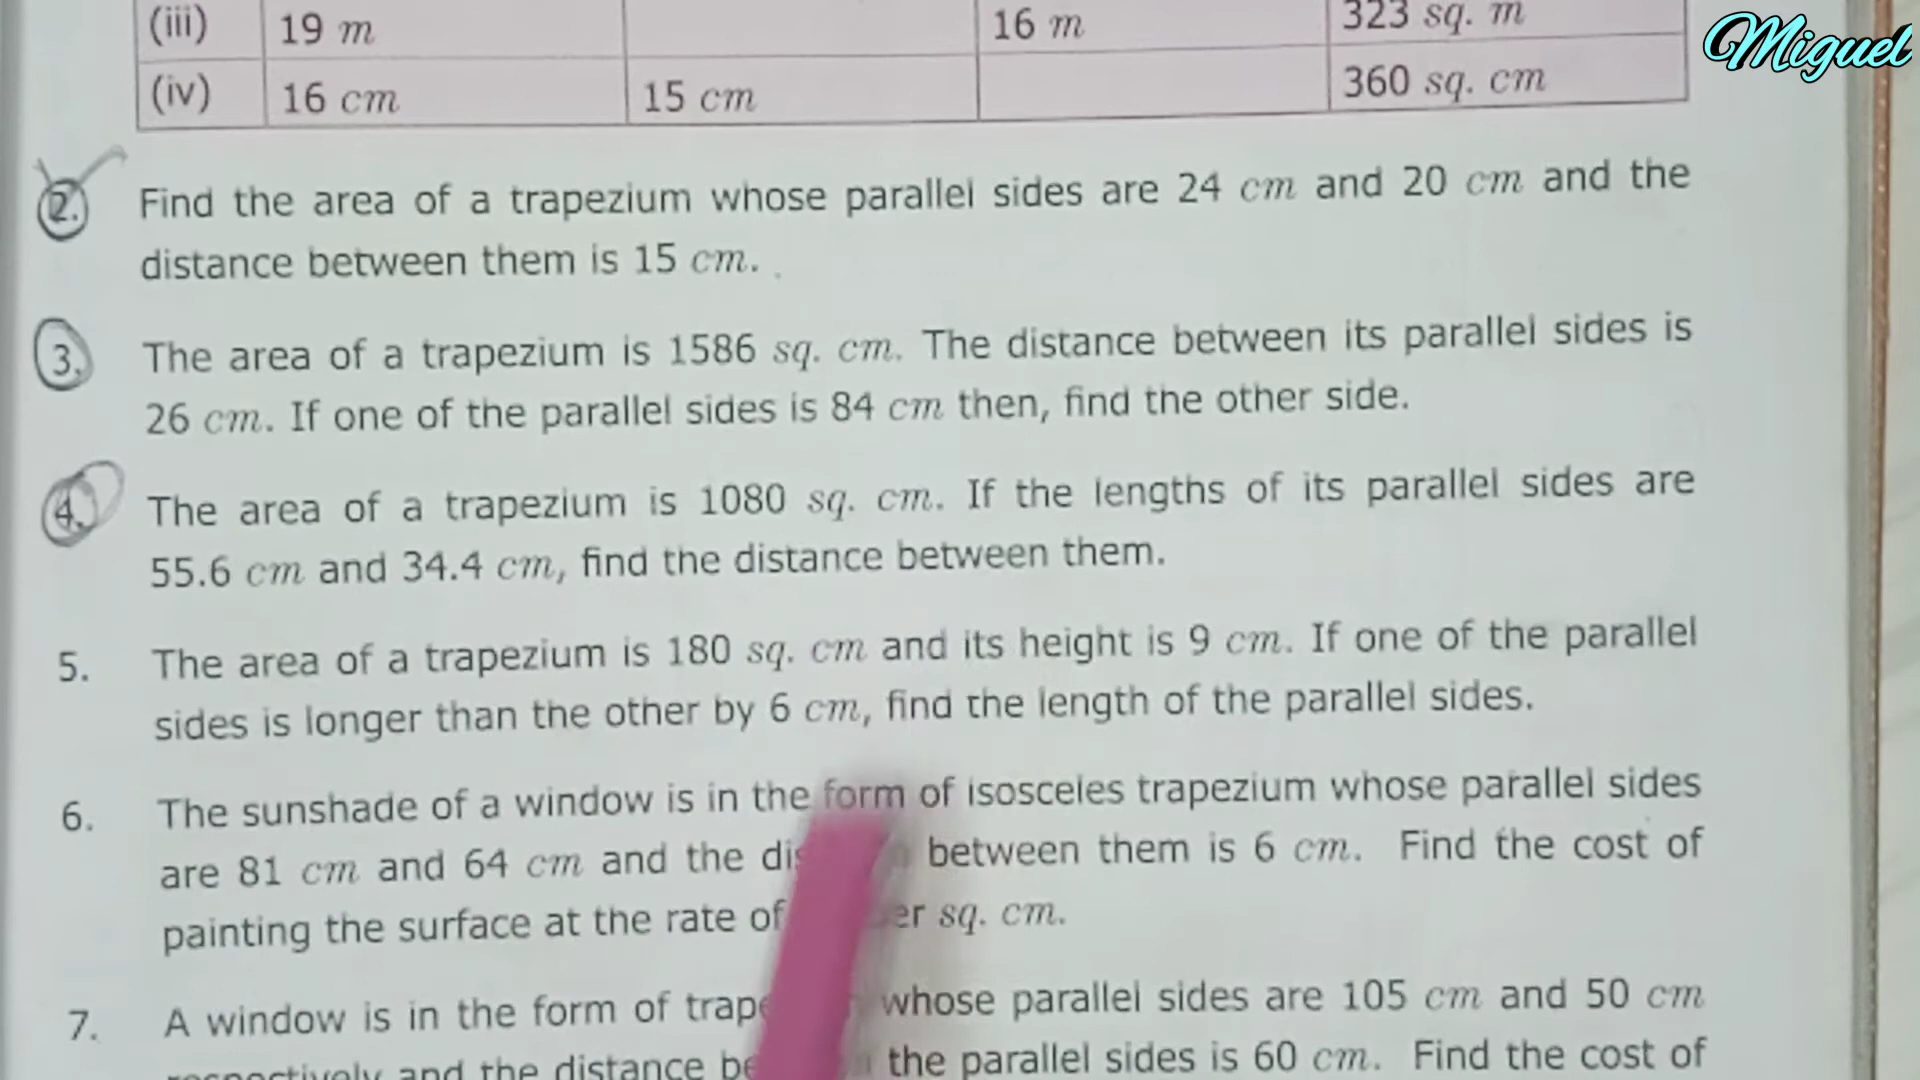 (iii) 19 m 16 m 323 sq. m
Miguel
(iv) 16 cm 15 cm 360 sq. cm
2. Find the area of a trapezium whose parallel sides are 24 cm and 20 cm and the
distance between them is 15 cm.
3. The area of a trapezium is 1586 sq. cm. The distance between its parallel sides is
26 cm. If one of the parallel sides is 84 cm then, find the other side.
4. The area of a trapezium is 1080 sq. cm. If the lengths of its parallel sides are
55.6 cm and 34.4 cm, find the distance between them.
5. The area of a trapezium is 180 sq. cm and its height is 9 cm. If one of the parallel
sides is longer than the other by 6 cm, find the length of the parallel sides.
6. The sunshade of a window is in the form of isosceles trapezium whose parallel sides
are 81 cm and 64 cm and the between them is 6 cm. Find the cost of
painting the surface at the rate of sq. cm.
7. A window is in the form of whose parallel sides are 105 cm and 50 cm
and the distance the parallel sides is 60 cm. Find the cost of